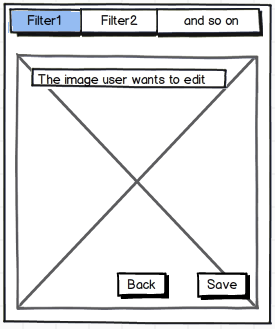 Filter1 Filter2 and so on
The image user wants to edit
Back Save